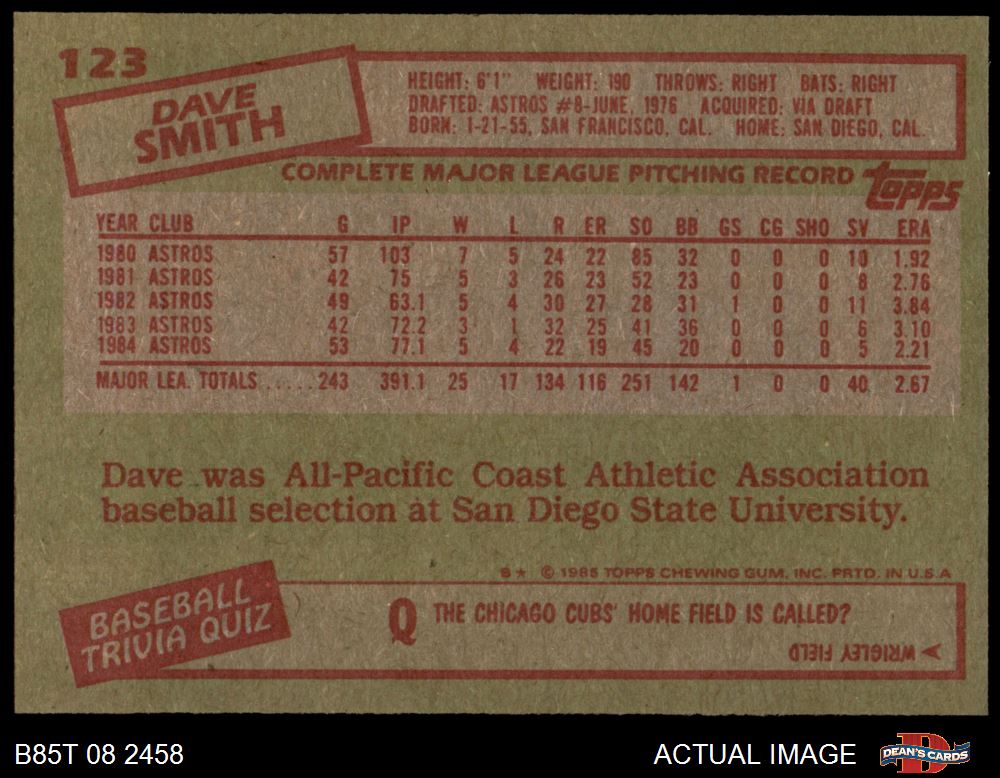 123
DAVE
SMITH
HEIGHT: 6'1" WEIGHT: 190 THROWS: RIGHT BATS: RIGHT
DRAFTED: ASTROS #8-JUNE, 1976 ACQUIRED: VIA DRAFT
BORN: 1-21-55, SAN FRANCISCO, CAL. HOME: SAN DIEGO, CAL.
COMPLETE MAJOR LEAGUE PITCHING RECORD topps
YEAR CLUB G IP W L R ER SO BB GS CG SHO SV ERA
1980 ASTROS 57 103 7 5 24 22 85 32 0 0 0 10 1.92
1981 ASTROS 42 75 5 3 26 23 52 23 0 0 0 8 2.76
1982 ASTROS 49 63.1 5 4 30 27 28 31 1 0 0 11 3.84
1983 ASTROS 42 72.2 3 1 32 25 41 36 0 0 0 6 3.10
1984 ASTROS 53 77.1 5 4 22 19 45 20 0 0 0 5 2.21
MAJOR LEA. TOTALS ..... 243 391.1 25 17 134 116 251 142 1 0 0 40 2.67
Dave was All-Pacific Coast Athletic Association
baseball selection at San Diego State University.
B★ © 1985 TOPPS CHEWING GUM, INC. PRTD. IN U.S.A
BASEBALL
TRIVIA QUIZ
Q THE CHICAGO CUBS' HOME FIELD IS CALLED?
WRIGLEY FIELD
B85T 08 2458
ACTUAL IMAGE
D
DEAN'S CARDS